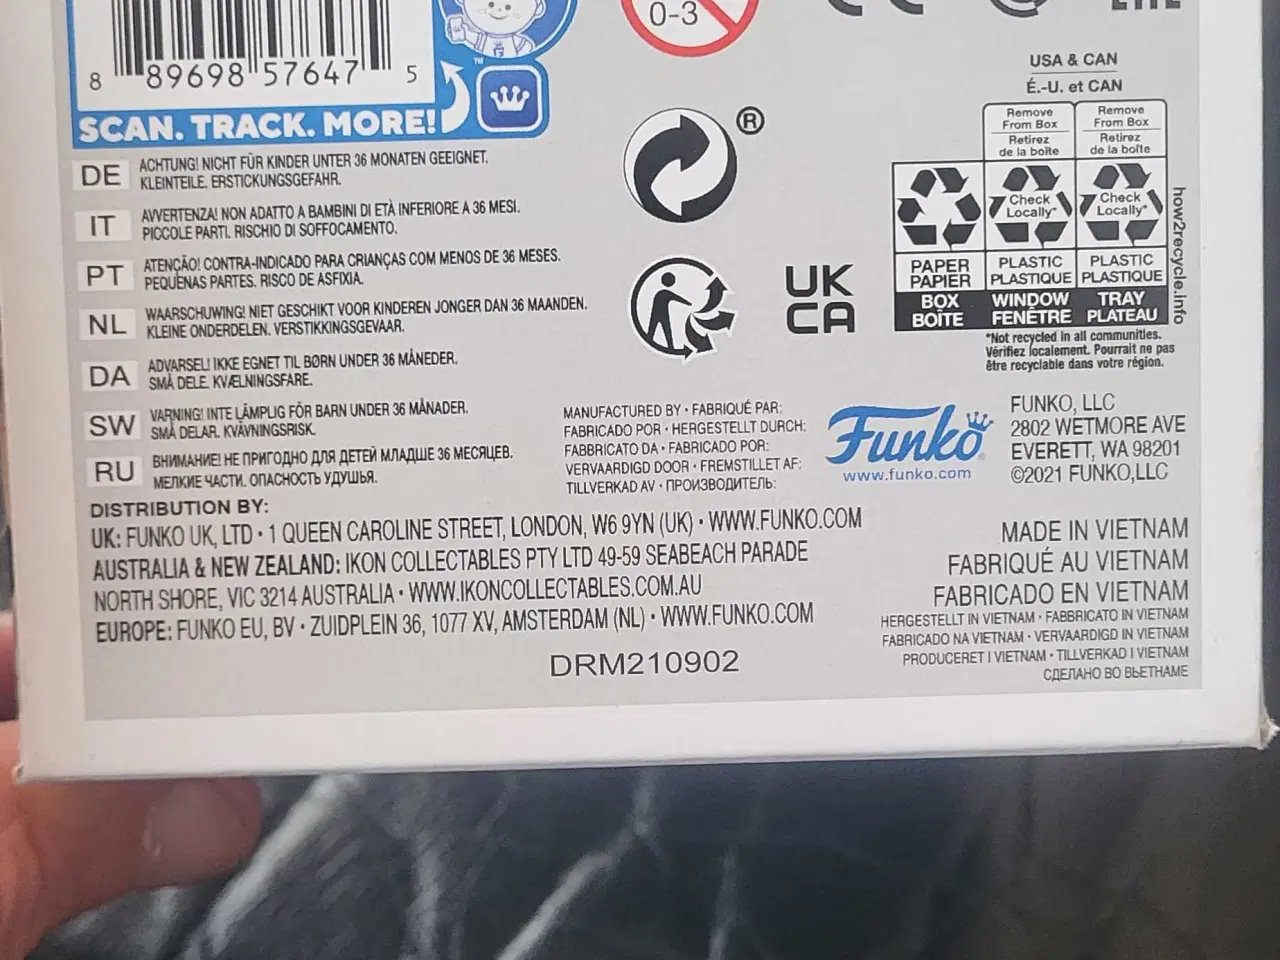 0-3
8 89698 57647 5
SCAN. TRACK. MORE!
™
®
USA & CAN
É.-U. et CAN
Remove
From Box
Retirez
de la boîte
Remove
From Box
Retirez
de la boîte
Check
Locally*
Check
Locally*
PAPER
PAPIER
PLASTIC
PLASTIQUE
PLASTIC
PLASTIQUE
BOX
BOÎTE
WINDOW
FENÊTRE
TRAY
PLATEAU
how2recycle.info
*Not recycled in all communities.
Vérifiez localement. Pourrait ne pas
être recyclable dans votre région.
UK
CA
DE ACHTUNG! NICHT FÜR KINDER UNTER 36 MONATEN GEEIGNET.
KLEINTEILE. ERSTICKUNGSGEFAHR.
IT AVVERTENZA! NON ADATTO A BAMBINI DI ETÀ INFERIORE A 36 MESI.
PICCOLE PARTI. RISCHIO DI SOFFOCAMENTO.
PT ATENÇÃO! CONTRA-INDICADO PARA CRIANÇAS COM MENOS DE 36 MESES.
PEQUENAS PARTES. RISCO DE ASFIXIA.
NL WAARSCHUWING! NIET GESCHIKT VOOR KINDEREN JONGER DAN 36 MAANDEN.
KLEINE ONDERDELEN. VERSTIKKINGSGEVAAR.
DA ADVARSEL! IKKE EGNET TIL BØRN UNDER 36 MÅNEDER.
SMÅ DELE. KVÆLNINGSFARE.
SW VARNING! INTE LÄMPLIG FÖR BARN UNDER 36 MÅNADER.
SMÅ DELAR. KVÄVNINGSRISK.
RU ВНИМАНИЕ! НЕ ПРИГОДНО ДЛЯ ДЕТЕЙ МЛАДШЕ 36 МЕСЯЦЕВ.
МЕЛКИЕ ЧАСТИ. ОПАСНОСТЬ УДУШЬЯ.
MANUFACTURED BY • FABRIQUÉ PAR:
FABRICADO POR • HERGESTELLT DURCH:
FABBRICATO DA • FABRICADO POR:
VERVAARDIGD DOOR • FREMSTILLET AF:
TILLVERKAD AV • ПРОИЗВОДИТЕЛЬ:
Funko®
www.funko.com
FUNKO, LLC
2802 WETMORE AVE
EVERETT, WA 98201
©2021 FUNKO,LLC
DISTRIBUTION BY:
UK: FUNKO UK, LTD • 1 QUEEN CAROLINE STREET, LONDON, W6 9YN (UK) • WWW.FUNKO.COM
AUSTRALIA & NEW ZEALAND: IKON COLLECTABLES PTY LTD 49-59 SEABEACH PARADE
NORTH SHORE, VIC 3214 AUSTRALIA • WWW.IKONCOLLECTABLES.COM.AU
EUROPE: FUNKO EU, BV • ZUIDPLEIN 36, 1077 XV, AMSTERDAM (NL) • WWW.FUNKO.COM
DRM210902
MADE IN VIETNAM
FABRIQUÉ AU VIETNAM
FABRICADO EN VIETNAM
HERGESTELLT IN VIETNAM • FABBRICATO IN VIETNAM
FABRICADO NA VIETNAM • VERVAARDIGD IN VIETNAM
PRODUCERET I VIETNAM • TILLVERKAD I VIETNAM
СДЕЛАНО ВО ВЬЕТНАМЕ